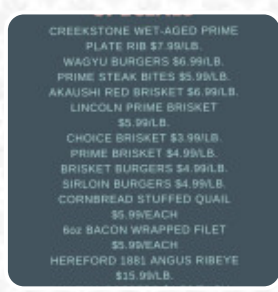 SPECIALS
CREEKSTONE WET-AGED PRIME
PLATE RIB $7.99/LB.
WAGYU BURGERS $6.99/LB.
PRIME STEAK BITES $5.99/LB.
AKAUSHI RED BRISKET $6.99/LB.
LINCOLN PRIME BRISKET
$5.99/LB.
CHOICE BRISKET $3.99/LB.
PRIME BRISKET $4.99/LB.
BRISKET BURGERS $4.99/LB.
SIRLOIN BURGERS $4.99/LB.
CORNBREAD STUFFED QUAIL
$5.99/EACH
6oz BACON WRAPPED FILET
$5.99/EACH
HEREFORD 1881 ANGUS RIBEYE
$15.99/LB.